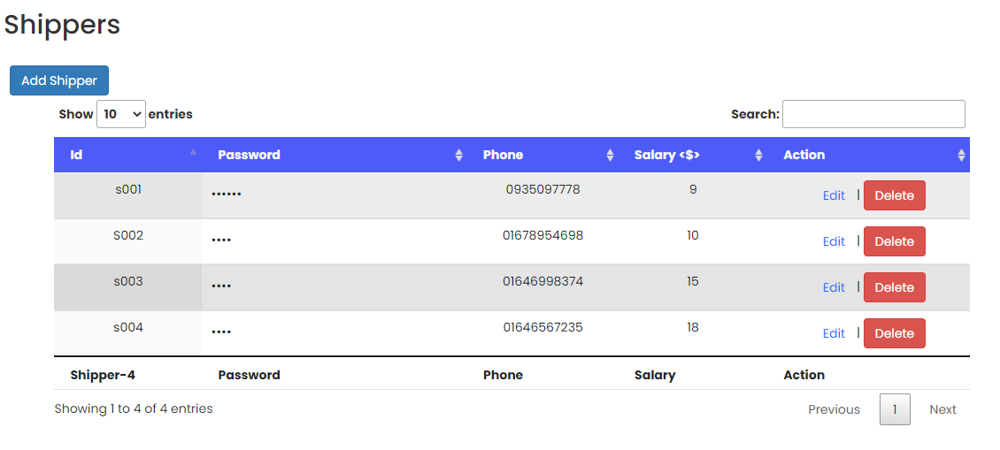 Shippers
Add Shipper
Show 10 entries
Search:
Id Password Phone Salary <$> Action
s001 •••••• 0935097778 9 Edit | Delete
S002 •••• 01678954698 10 Edit | Delete
s003 •••• 01646998374 15 Edit | Delete
s004 •••• 01646567235 18 Edit | Delete
Shipper-4 Password Phone Salary Action
Showing 1 to 4 of 4 entries
Previous 1 Next